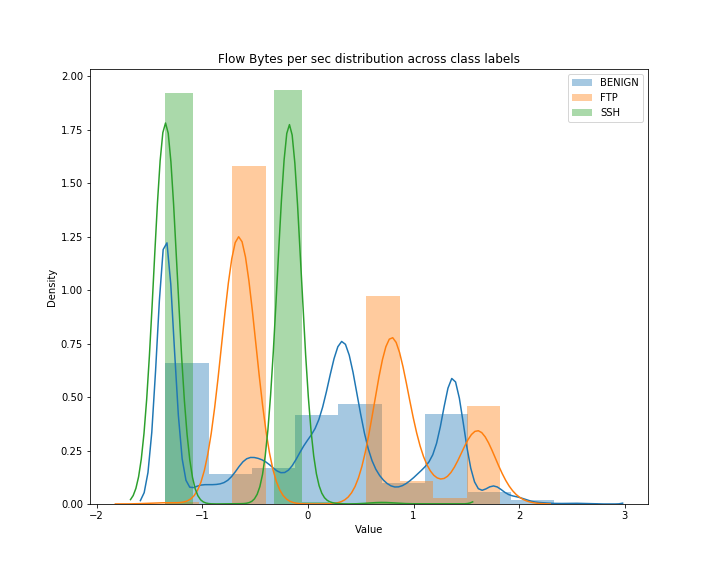 Flow Bytes per sec distribution across class labels
BENIGN
FTP
SSH
2.00
1.75
1.50
1.25
1.00
0.75
0.50
0.25
0.00
Density
−2
−1
0
1
2
3
Value